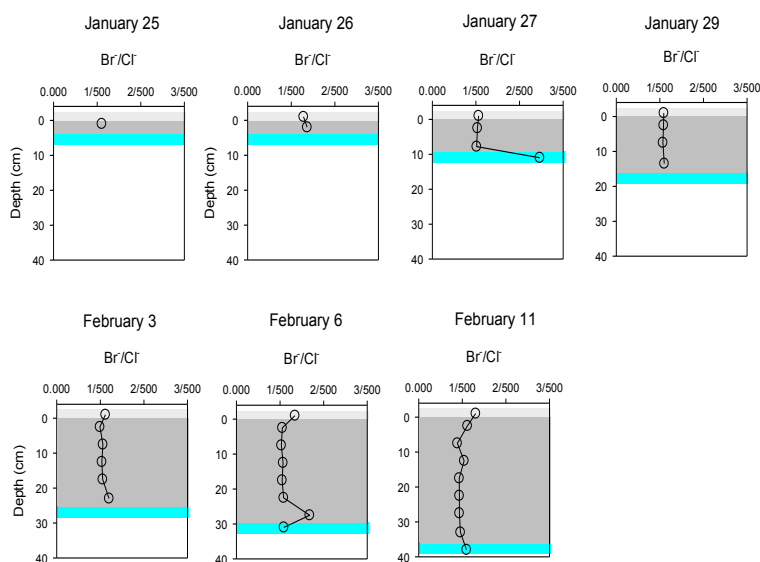 January 25 January 26 January 27 January 29
Br⁻/Cl⁻ Br⁻/Cl⁻ Br⁻/Cl⁻ Br⁻/Cl⁻
0.000 1/500 2/500 3/500 0.000 1/500 2/500 3/500 0.000 1/500 2/500 3/500 0.000 1/500 2/500 3/500
0 0 0 0
10 10 10 10
Depth (cm) Depth (cm)
20 20 20 20
30 30 30 30
40 40 40 40
February 3 February 6 February 11
Br⁻/Cl⁻ Br⁻/Cl⁻ Br⁻/Cl⁻
0.000 1/500 2/500 3/500 0.000 1/500 2/500 3/500 0.000 1/500 2/500 3/500
0 0 0
10 10 10
Depth (cm)
20 20 20
30 30 30
40 40 40